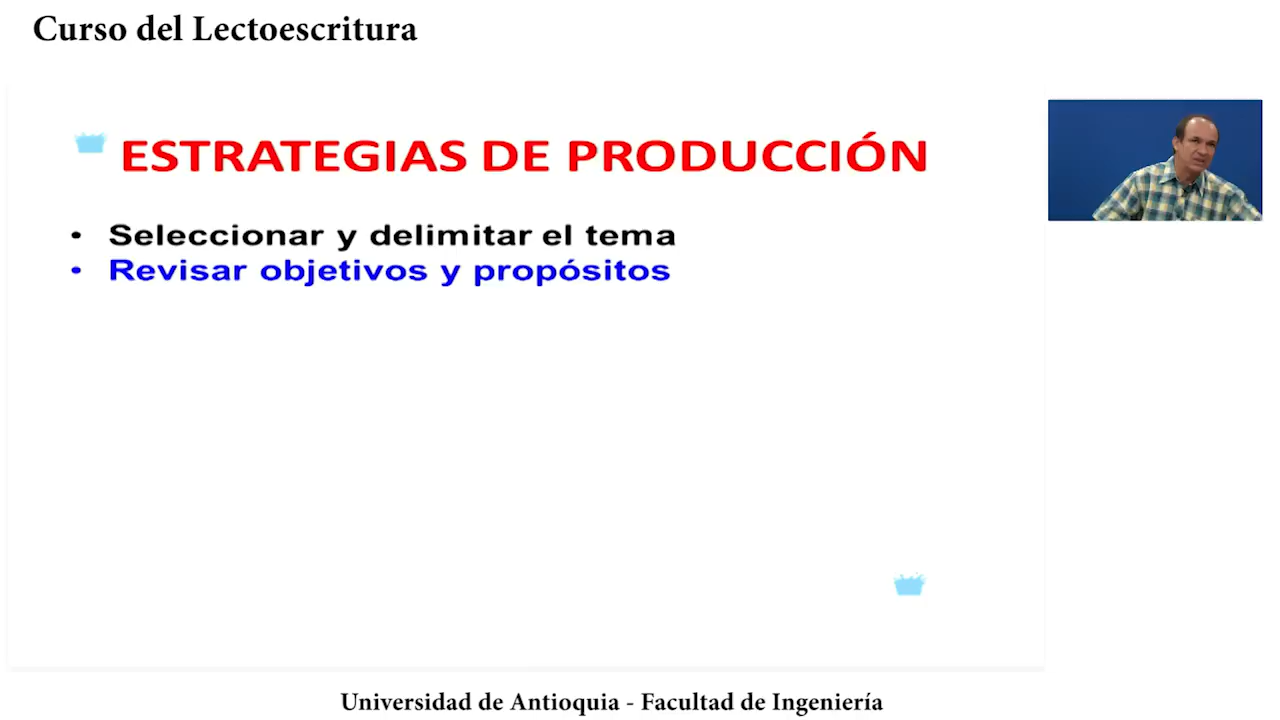 Curso del Lectoescritura
ESTRATEGIAS DE PRODUCCIÓN
• Seleccionar y delimitar el tema
• Revisar objetivos y propósitos
Universidad de Antioquia - Facultad de Ingeniería